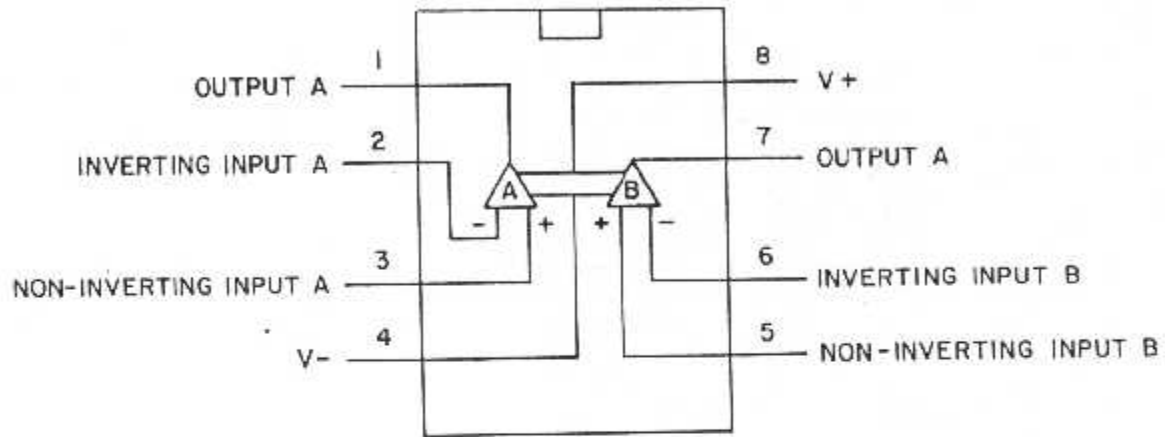 1
OUTPUT A
2
INVERTING INPUT A
3
NON-INVERTING INPUT A
4
V-
8
V+
7
OUTPUT A
6
INVERTING INPUT B
5
NON-INVERTING INPUT B
A
B
- +
+ -